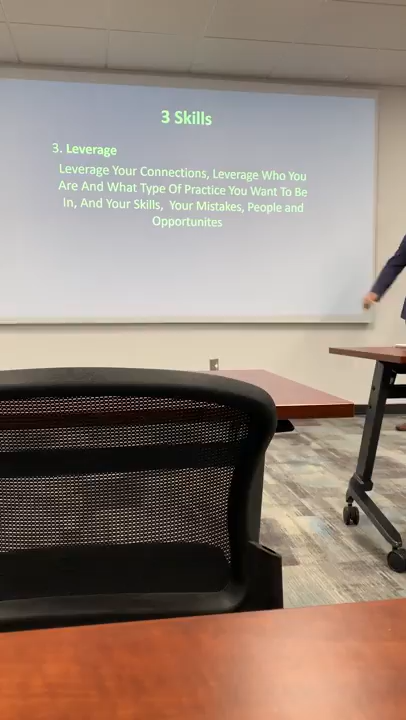 3 Skills
3. Leverage
Leverage Your Connections, Leverage Who You
Are And What Type Of Practice You Want To Be
In, And Your Skills,  Your Mistakes, People and
Opportunites